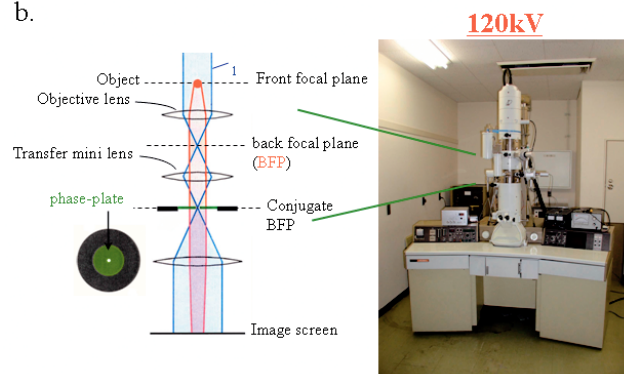 b.
120kV
1
Object
Front focal plane
Objective lens
back focal plane
(BFP)
Transfer mini lens
phase-plate
Conjugate
BFP
Image screen